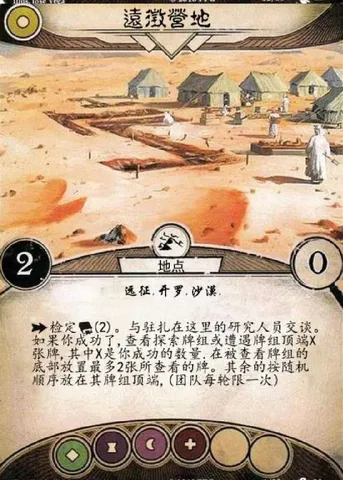 遠徵營地
2
0
地点
远征. 开罗. 沙漠.
检定(2)。与驻扎在这里的研究人员交谈。
如果你成功了,查看探索牌组或遭遇牌组顶端X
张牌,其中X是你成功的数量.在被查看牌组的
底部放置最多2张所查看的牌。其余的按随机
顺序放在其牌组顶端,(团队每轮限一次)